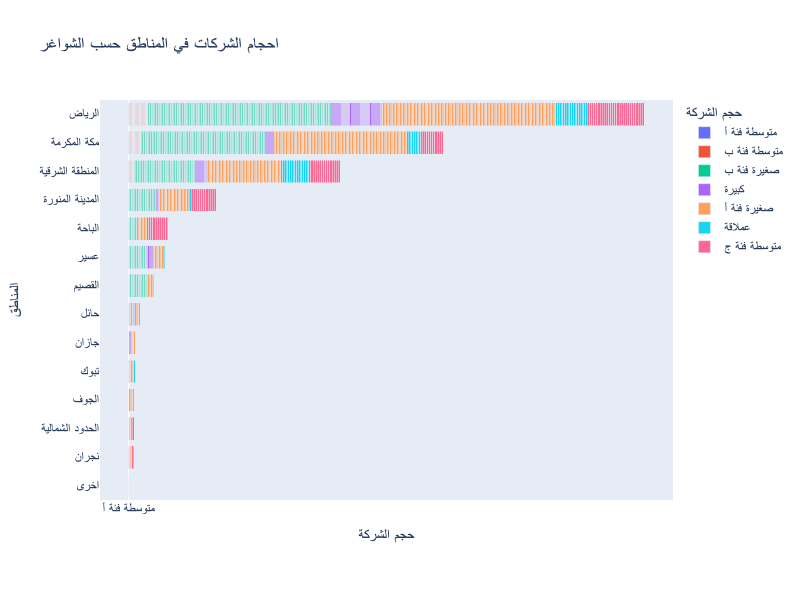 احجام الشركات في المناطق حسب الشواغر
حجم الشركة
متوسطة فئة أ
متوسطة فئة ب
صغيرة فئة ب
كبيرة
صغيرة فئة أ
عملاقة
متوسطة فئة ج
الرياض
مكة المكرمة
المنطقة الشرقية
المدينة المنورة
الباحة
عسير
القصيم
حائل
جازان
تبوك
الجوف
الحدود الشمالية
نجران
اخرى
المناطق
متوسطة فئة أ
حجم الشركة